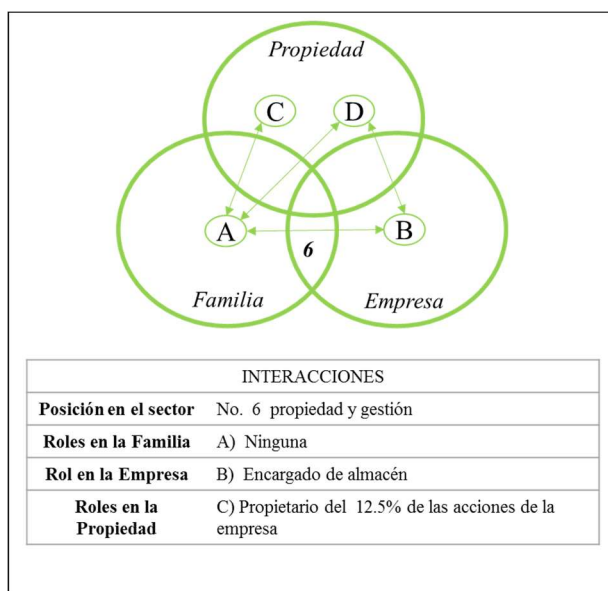 Propiedad
C D
A B
6
Familia Empresa
INTERACCIONES
Posición en el sector No. 6 propiedad y gestión
Roles en la Familia A) Ninguna
Rol en la Empresa B) Encargado de almacén
Roles en la Propiedad C) Propietario del 12.5% de las acciones de la
empresa